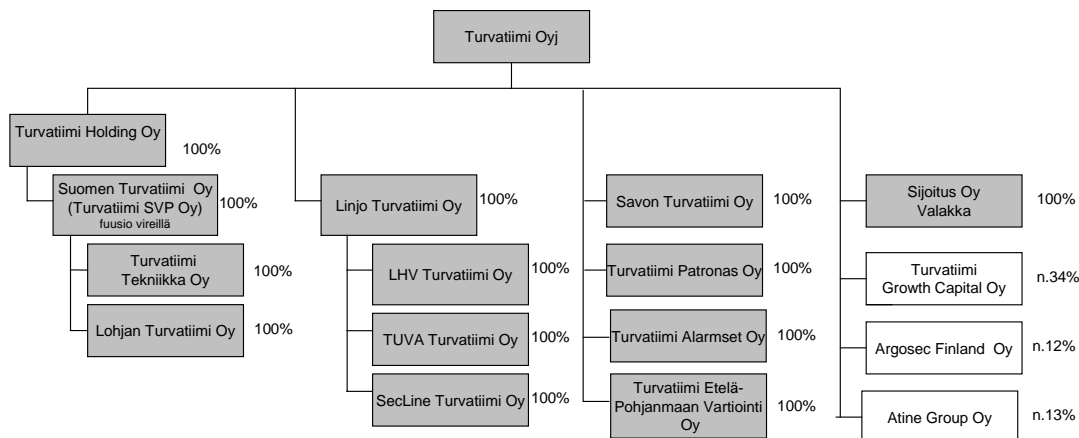 Turvatiimi Oyj
Turvatiimi Holding Oy
100%
Suomen Turvatiimi Oy
(Turvatiimi SVP Oy)
fuusio vireillä
100%
Turvatiimi
Tekniikka Oy
100%
Lohjan Turvatiimi Oy
100%
Linjo Turvatiimi Oy
100%
LHV Turvatiimi Oy
100%
TUVA Turvatiimi Oy
100%
SecLine Turvatiimi Oy
100%
Savon Turvatiimi Oy
100%
Turvatiimi Patronas Oy
100%
Turvatiimi Alarmset Oy
100%
Turvatiimi Etelä-
Pohjanmaan Vartiointi
Oy
100%
Sijoitus Oy
Valakka
100%
Turvatiimi
Growth Capital Oy
n.34%
Argosec Finland Oy
n.12%
Atine Group Oy
n.13%